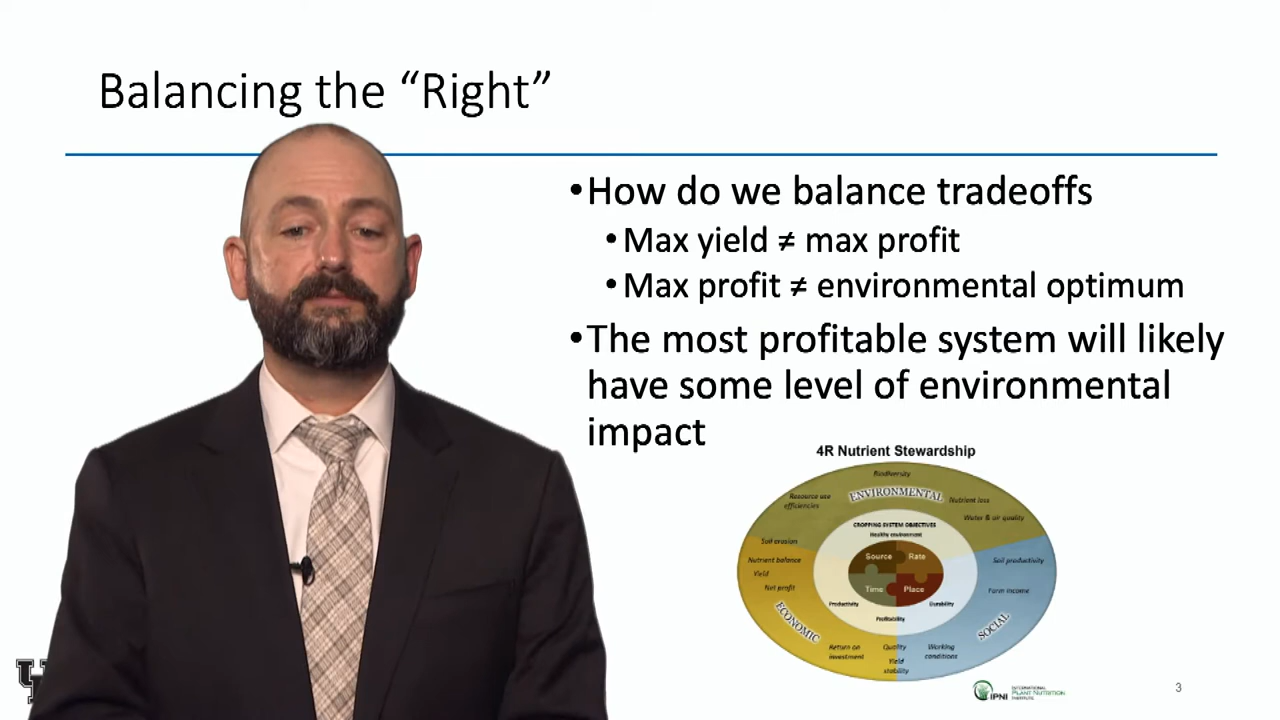 Balancing the “Right”
•How do we balance tradeoffs
•Max yield ≠ max profit
•Max profit ≠ environmental optimum
•The most profitable system will likely
have some level of environmental
impact
4R Nutrient Stewardship
Biodiversity
ENVIRONMENTAL
Resource use
efficiencies
Nutrient loss
Water & air quality
CROPPING SYSTEM OBJECTIVES
Healthy environment
Soil erosion
Source
Rate
Nutrient balance
Soil productivity
Yield
Net profit
Time
Place
Farm income
Productivity
Durability
Profitability
ECONOMIC
SOCIAL
Return on
investment
Quality
Yield
stability
Working
conditions
IPNI
INTERNATIONAL
PLANT NUTRITION
INSTITUTE
3